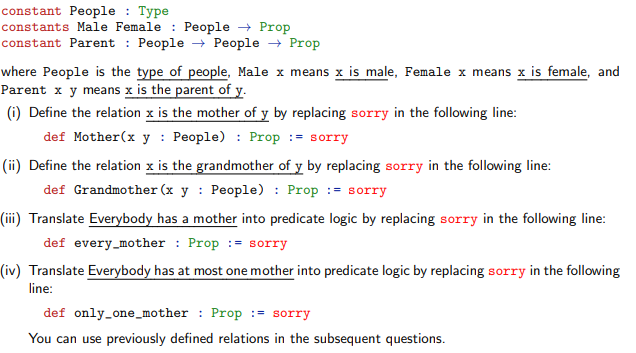 constant People : Type
constants Male Female : People → Prop
constant Parent : People → People → Prop
where People is the type of people, Male x means x is male, Female x means x is female, and
Parent x y means x is the parent of y.
(i) Define the relation x is the mother of y by replacing sorry in the following line:
def Mother(x y : People) : Prop := sorry
(ii) Define the relation x is the grandmother of y by replacing sorry in the following line:
def Grandmother(x y : People) : Prop := sorry
(iii) Translate Everybody has a mother into predicate logic by replacing sorry in the following line:
def every_mother : Prop := sorry
(iv) Translate Everybody has at most one mother into predicate logic by replacing sorry in the following
line:
def only_one_mother : Prop := sorry
You can use previously defined relations in the subsequent questions.